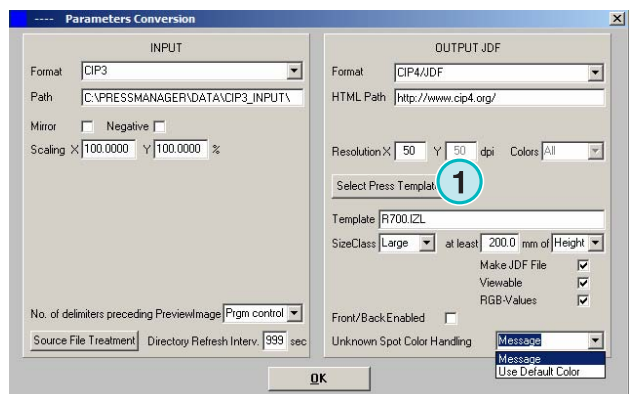 ---- Parameters Conversion
INPUT
Format CIP3
Path C:\PRESSMANAGER\DATA\CIP3_INPUT\
Mirror Negative
Scaling X 100.0000 Y 100.0000 %
No. of delimiters preceding PreviewImage Prgm control
Source File Treatment Directory Refresh Interv. 999 sec
OUTPUT JDF
Format CIP4/JDF
HTML Path http://www.cip4.org/
Resolution X 50 Y 50 dpi Colors All
Select Press Template
1
Template R700.IZL
SizeClass Large at least 200.0 mm of Height
Make JDF File
Viewable
RGB-Values
Front/Back Enabled
Unknown Spot Color Handling Message
Message
Use Default Color
OK